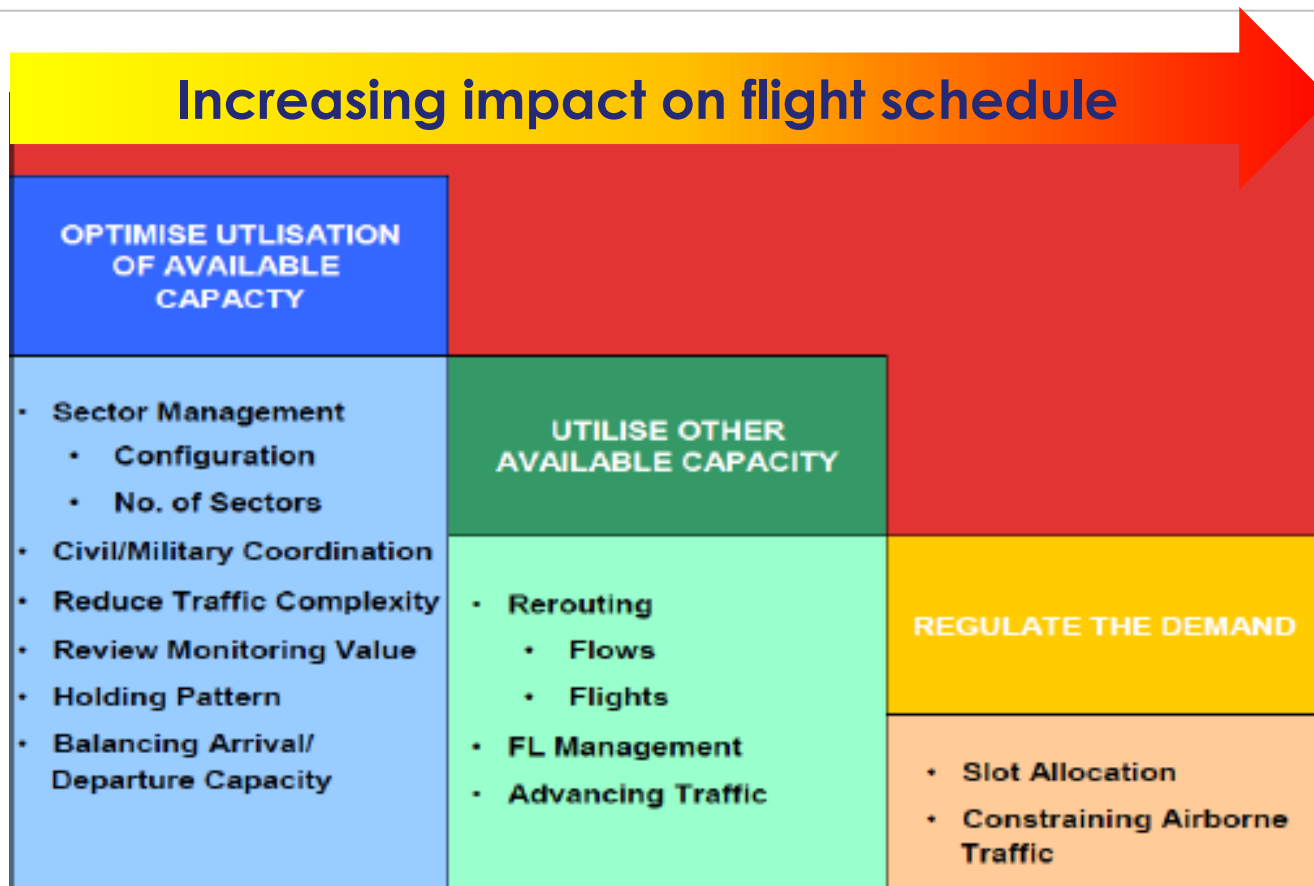 Increasing impact on flight schedule
OPTIMISE UTLISATION
OF AVAILABLE
CAPACTY
• Sector Management
• Configuration
• No. of Sectors
• Civil/Military Coordination
• Reduce Traffic Complexity
• Review Monitoring Value
• Holding Pattern
• Balancing Arrival/
Departure Capacity
UTILISE OTHER
AVAILABLE CAPACITY
• Rerouting
• Flows
• Flights
• FL Management
• Advancing Traffic
REGULATE THE DEMAND
• Slot Allocation
• Constraining Airborne
Traffic